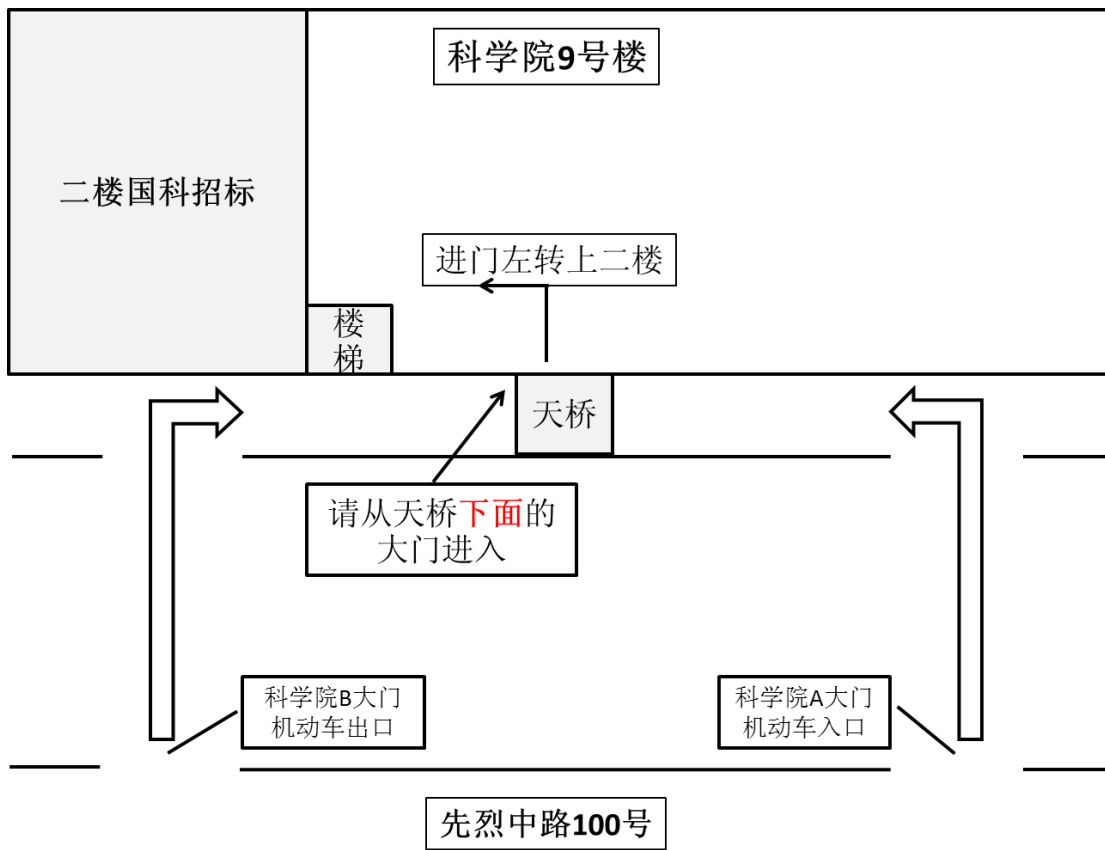 科学院9号楼
二楼国科招标
进门左转上二楼
楼
梯
天桥
请从天桥下面的
大门进入
科学院B大门
机动车出口
科学院A大门
机动车入口
先烈中路100号